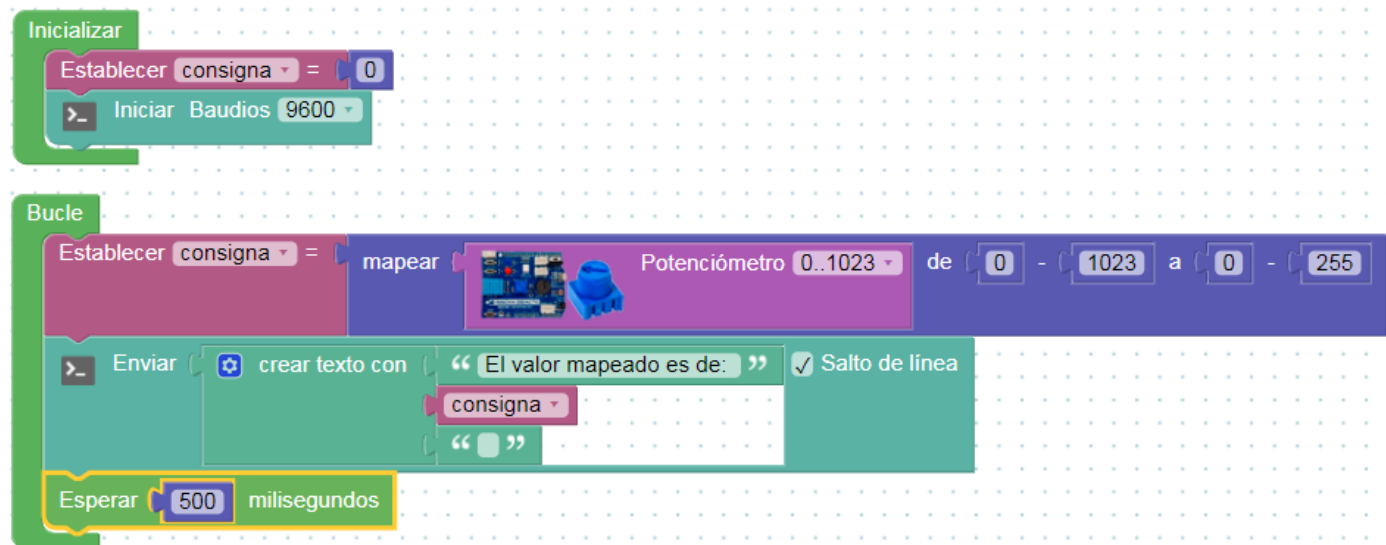 Inicializar
Establecer consigna = 0
Iniciar Baudios 9600
Bucle
Establecer consigna = mapear Potenciómetro 0..1023 de 0 - 1023 a 0 - 255
Enviar crear texto con “ El valor mapeado es de: ” Salto de línea
consigna
“ ”
Esperar 500 milisegundos